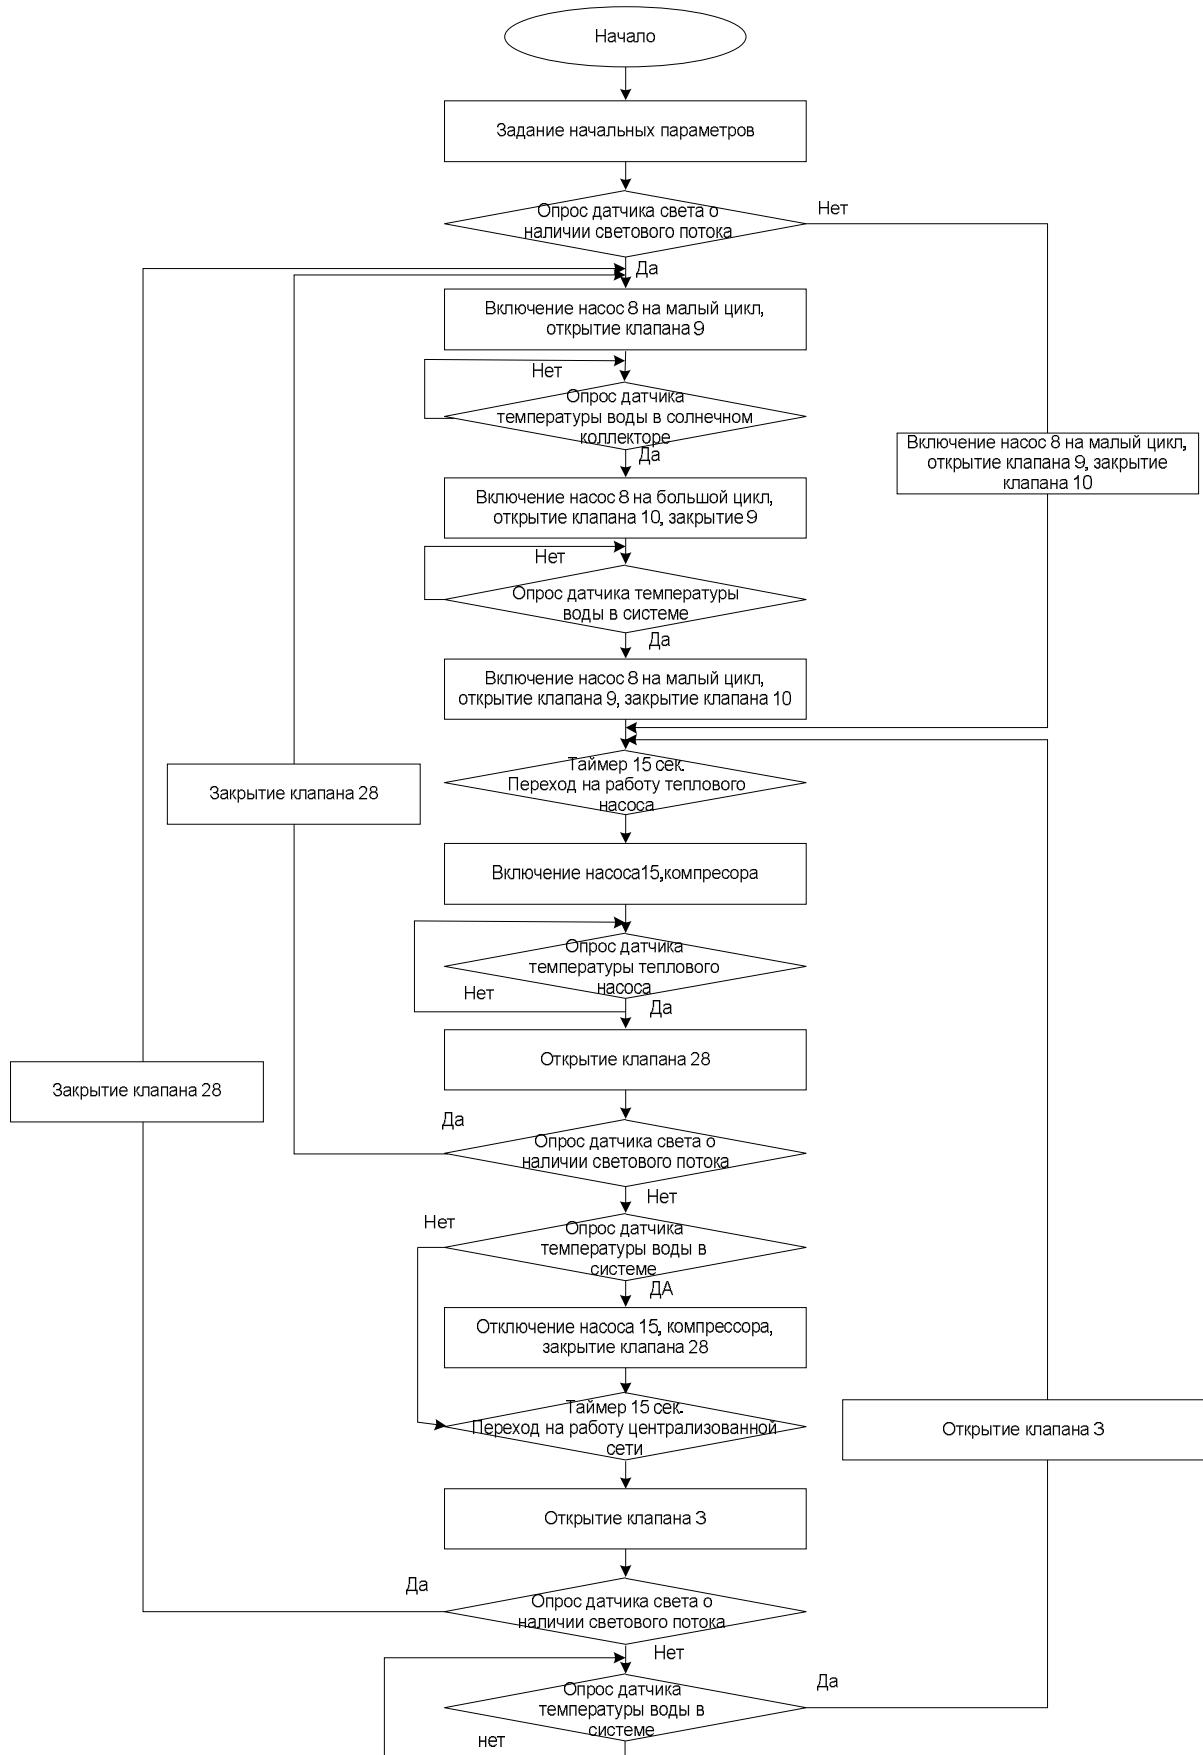 Начало
Задание начальных параметров
Опрос датчика света о
наличии светового потока
Нет
Да
Включение насос 8 на малый цикл,
открытие клапана 9
Нет
Опрос датчика
температуры воды в солнечном
коллекторе
Да
Включение насос 8 на малый цикл,
открытие клапана 9, закрытие
клапана 10
Включение насос 8 на большой цикл,
открытие клапана 10, закрытие 9
Нет
Опрос датчика температуры
воды в системе
Да
Включение насос 8 на малый цикл,
открытие клапана 9, закрытие клапана 10
Таймер 15 сек.
Переход на работу теплового
насоса
Закрытие клапана 28
Включение насоса15,компресора
Опрос датчика
температуры теплового
насоса
Нет
Да
Открытие клапана 28
Закрытие клапана 28
Да
Опрос датчика света о
наличии светового потока
Нет
Нет
Опрос датчика
температуры воды в
системе
ДА
Отключение насоса 15, компрессора,
закрытие клапана 28
Таймер 15 сек.
Переход на работу централизованной
сети
Открытие клапана 3
Открытие клапана 3
Да
Опрос датчика света о
наличии светового потока
Нет
Опрос датчика
температуры воды в
системе
Да
нет